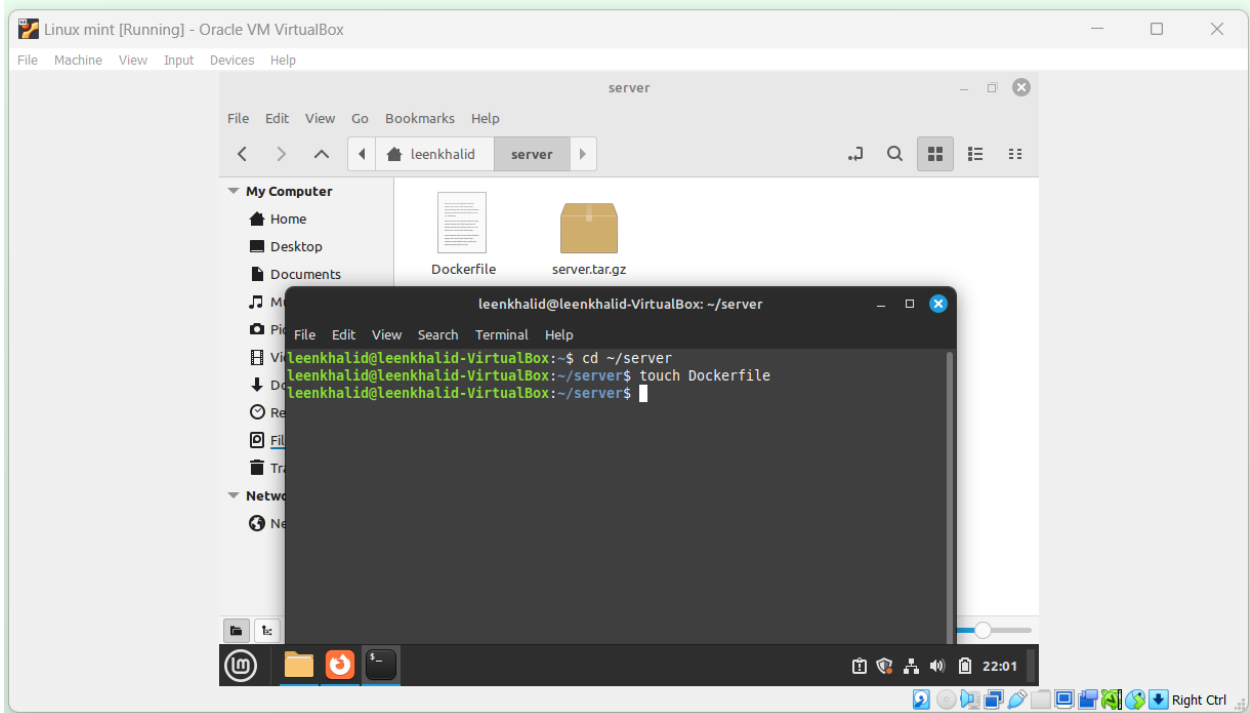 Linux mint [Running] - Oracle VM VirtualBox
File Machine View Input Devices Help
server
File Edit View Go Bookmarks Help
leenkhalid server
My Computer
Home
Desktop
Documents
Dockerfile server.tar.gz
leenkhalid@leenkhalid-VirtualBox: ~/server
File Edit View Search Terminal Help
leenkhalid@leenkhalid-VirtualBox:~$ cd ~/server
leenkhalid@leenkhalid-VirtualBox:~/server$ touch Dockerfile
leenkhalid@leenkhalid-VirtualBox:~/server$
22:01
Right Ctrl